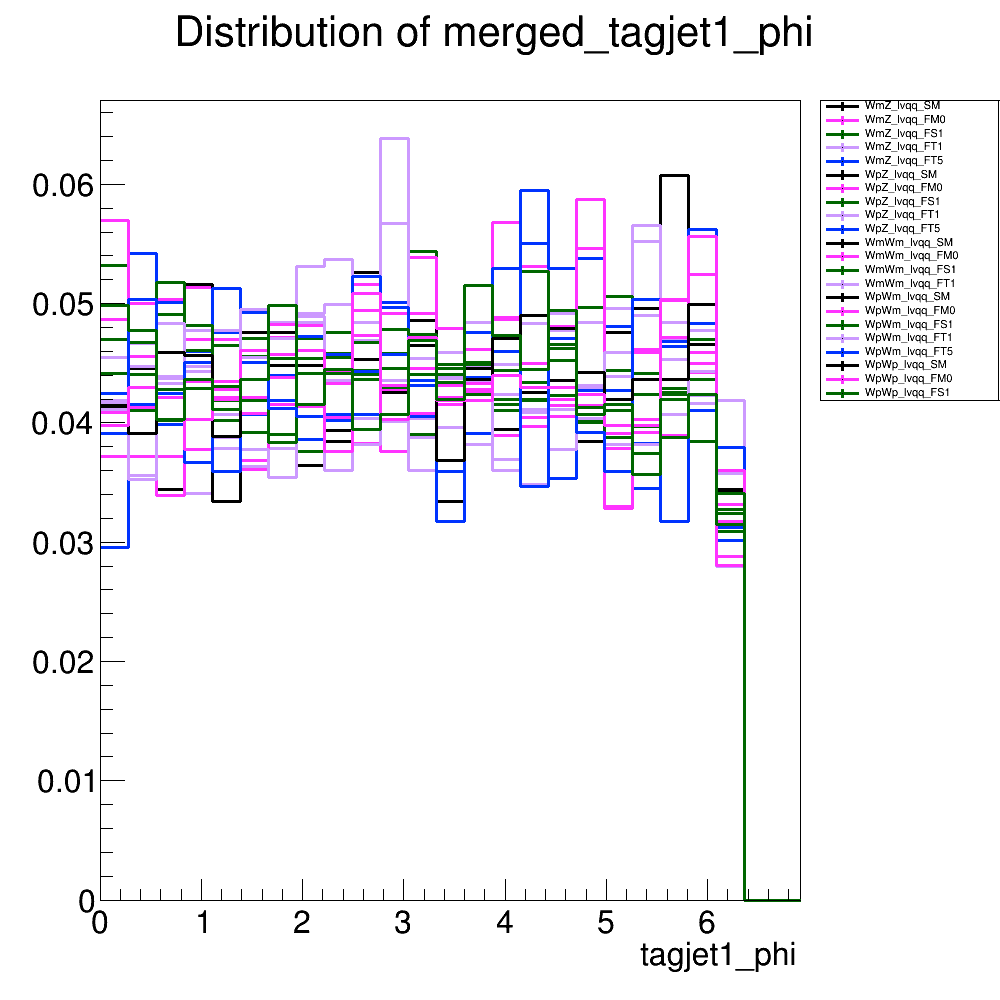 Distribution of merged_tagjet1_phi
WmZ_lvqq_SM
WmZ_lvqq_FM0
WmZ_lvqq_FS1
WmZ_lvqq_FT1
WmZ_lvqq_FT5
WpZ_lvqq_SM
WpZ_lvqq_FM0
WpZ_lvqq_FS1
WpZ_lvqq_FT1
WpZ_lvqq_FT5
WmWm_lvqq_SM
WmWm_lvqq_FM0
WmWm_lvqq_FS1
WmWm_lvqq_FT1
WpWm_lvqq_SM
WpWm_lvqq_FM0
WpWm_lvqq_FS1
WpWm_lvqq_FT1
WpWm_lvqq_FT5
WpWp_lvqq_SM
WpWp_lvqq_FM0
WpWp_lvqq_FS1
0.06
0.05
0.04
0.03
0.02
0.01
0
0 1 2 3 4 5 6
tagjet1_phi